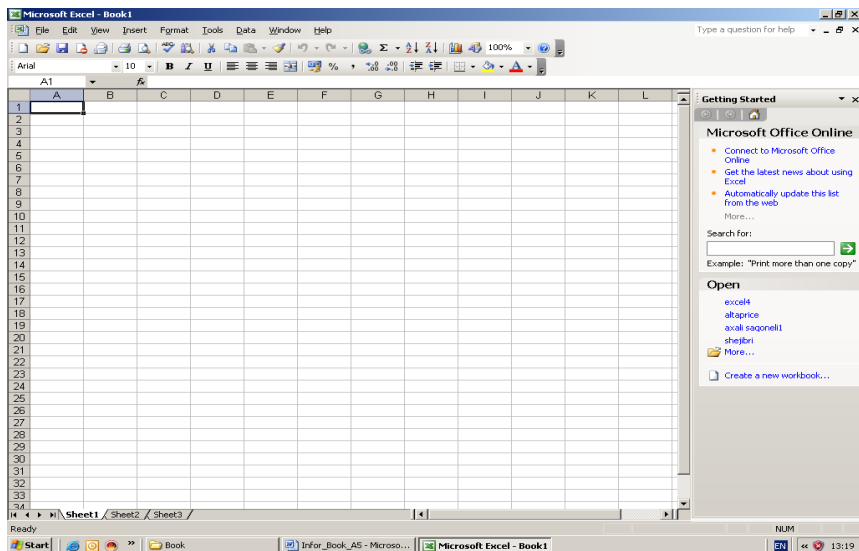 Microsoft Excel - Book1
File Edit View Insert Format Tools Data Window Help Type a question for help
100%
Arial 10 B I U % ,
A1 fx
A B C D E F G H I J K L
1
2
3
4
5
6
7
8
9
10
11
12
13
14
15
16
17
18
19
20
21
22
23
24
25
26
27
28
29
30
31
32
33
34
Getting Started
Microsoft Office Online
Connect to Microsoft Office
Online
Get the latest news about using
Excel
Automatically update this list
from the web
More...
Search for:
Example: "Print more than one copy"
Open
excel4
altaprice
axali saqoneli1
shejibri
More...
Create a new workbook...
Sheet1 Sheet2 Sheet3
Ready NUM
Start » Book Infor_Book_A5 - Microso... Microsoft Excel - Book1 EN « 13:19